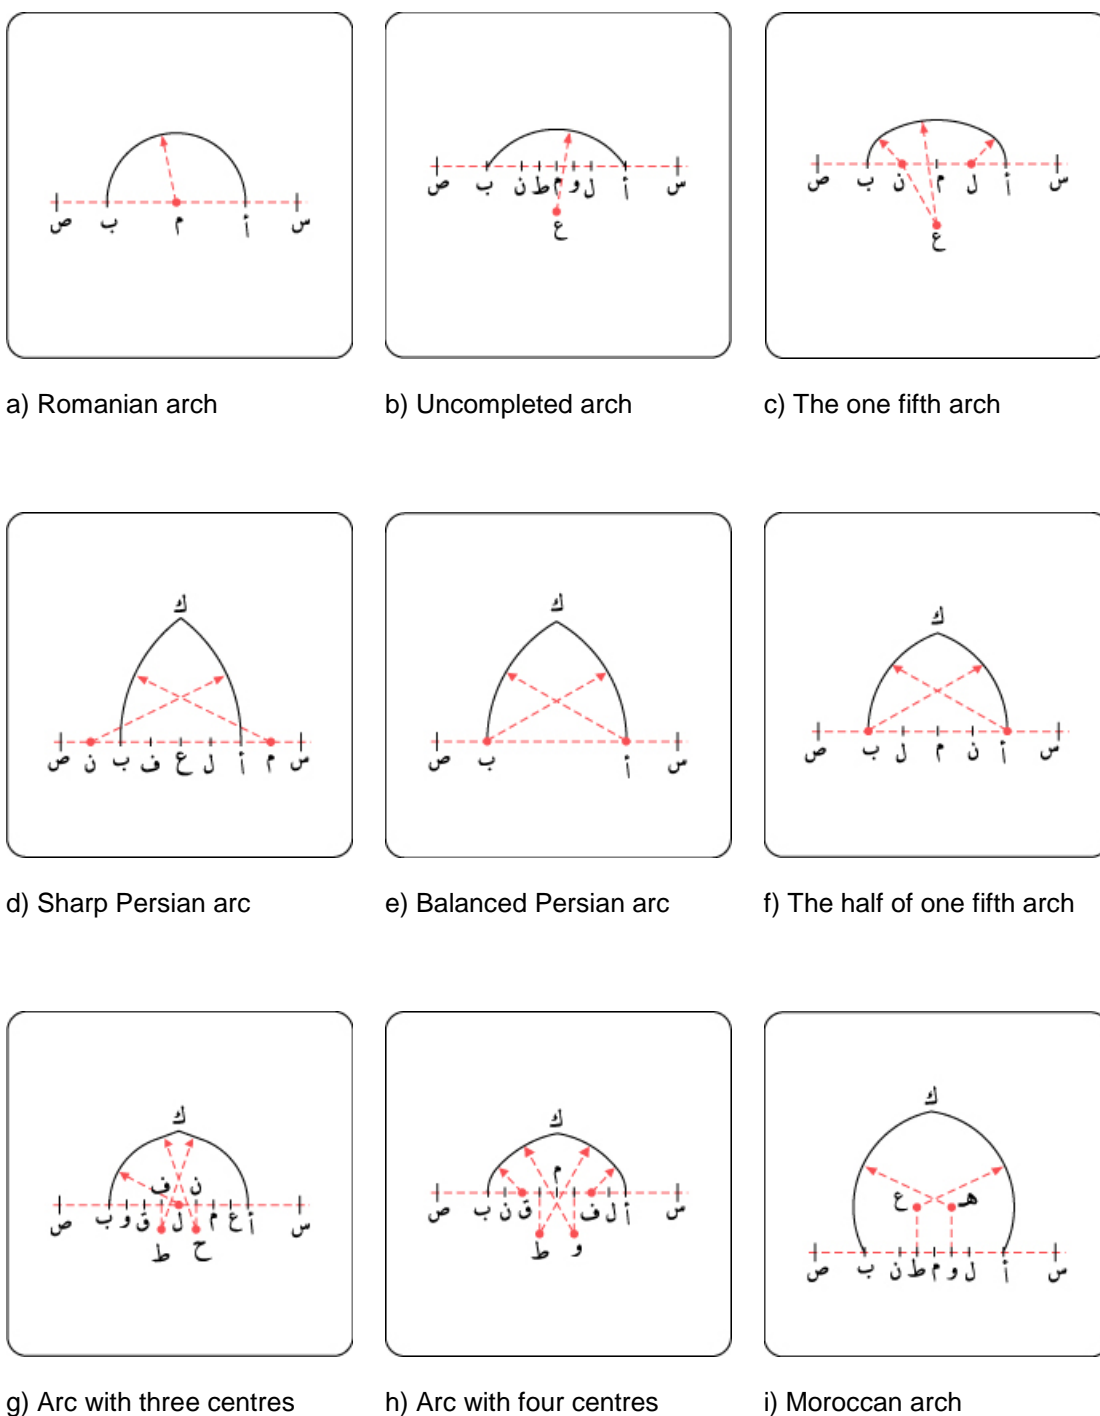 ص ب م أ س
ص ب ن ط م و ل أ س
ع
ص ب ن م ل أ س
ع
a) Romanian arch
b) Uncompleted arch
c) The one fifth arch
ك
ص ن ب ف ع ل أ م س
ك
ص ب أ س
ك
ص ب ل م ن أ س
d) Sharp Persian arc
e) Balanced Persian arc
f) The half of one fifth arch
ك
ف ن
ص ب و ق ل م ع أ س
ط ح
ك
م
ص ب ن ق ف ل أ س
ط و
ك
ع هـ
ص ب ن ط م و ل أ س
g) Arc with three centres
h) Arc with four centres
i) Moroccan arch